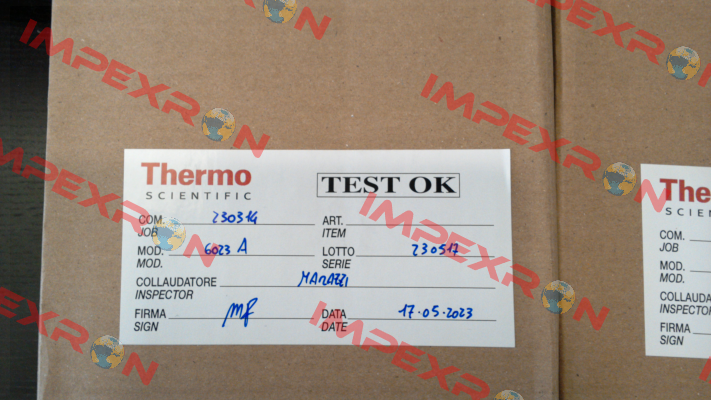 IMPEXRON
Thermo
SCIENTIFIC
TEST OK
COM. 230314 ART.
JOB ITEM
MOD. 6023 A LOTTO 230517
MOD. SERIE
COLLAUDATORE MARAZZI
INSPECTOR
FIRMA DATA 17.05.2023
SIGN DATE
The
SCIEN
COM.
JOB
MOD.
MOD.
COLLAUDA
INSPECTOR
FIRMA
SIGN